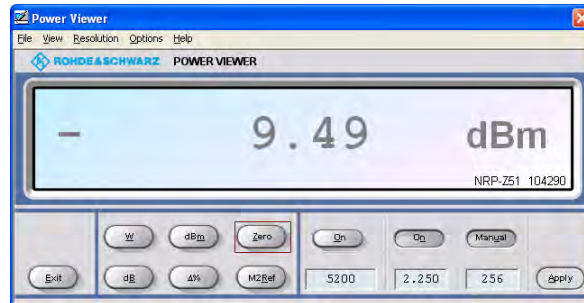 Power Viewer
File View Resolution Options Help
ROHDE&SCHWARZ POWER VIEWER
- 9.49 dBm
NRP-Z51 104290
W dBm Zero On On Manual
Exit dB Δ% M2Ref 5200 2.250 256 Apply